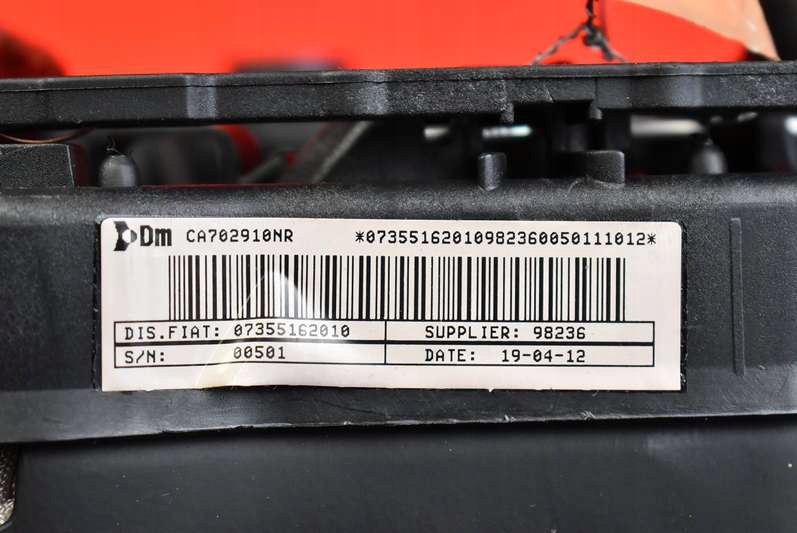 Dm CA702910NR *07355162010982360050111012*
DIS.FIAT: 07355162010 SUPPLIER: 98236
S/N: 00501 DATE: 19-04-12